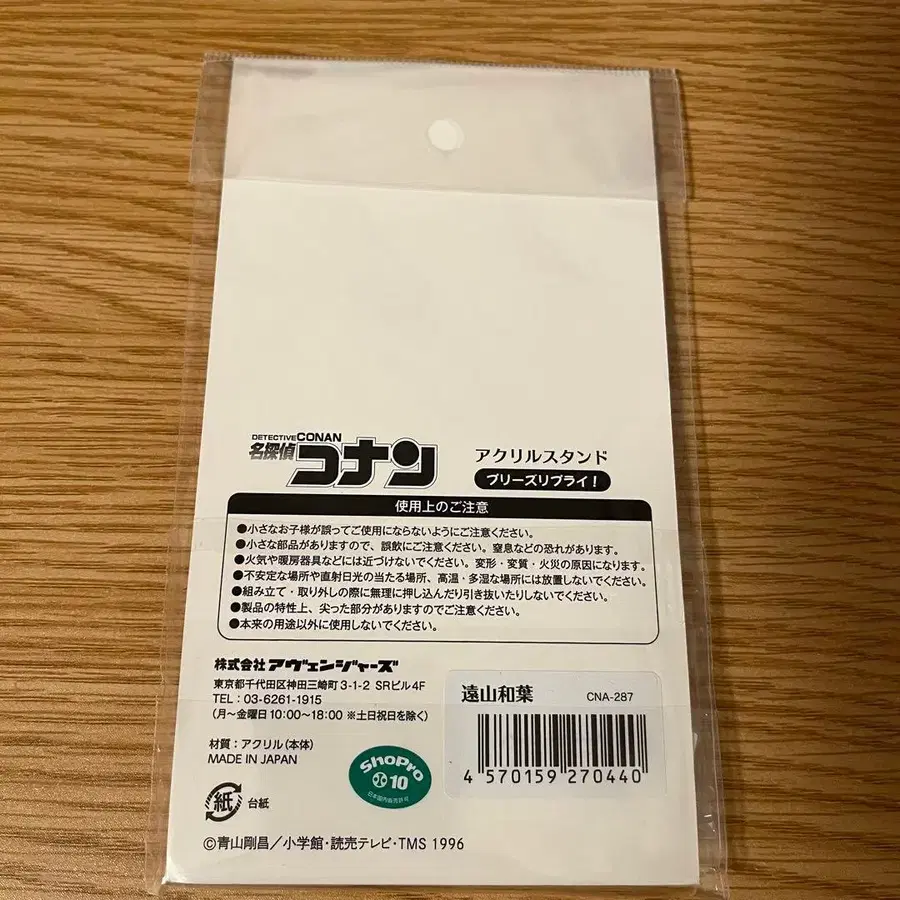 DETECTIVE CONAN
名探偵 コナン
アクリルスタンド
プリーズリプライ！
使用上のご注意
●小さなお子様が誤ってご使用にならないようにご注意ください。
●小さな部品がありますので、誤飲にご注意ください。窒息などの恐れがあります。
●火気や暖房器具などには近づけないでください。変形・変質・火災の原因になります。
●不安定な場所や直射日光の当たる場所、高温・多湿な場所には放置しないでください。
●組み立て・取り外しの際に無理に押し込んだり引き抜いたりしないでください。
●製品の特性上、尖った部分がありますのでご注意ください。
●本来の用途以外に使用しないでください。
株式会社 アヴェンジャーズ
東京都千代田区神田三崎町3-1-2 SRビル4F
TEL：03-6261-1915
（月～金曜日10:00～18:00 ※土日祝日を除く）
材質：アクリル（本体）
MADE IN JAPAN
紙 台紙
ShoPro
10
日本国内販売許可
遠山和葉
CNA-287
4 570159 270440
©青山剛昌／小学館・読売テレビ・TMS 1996